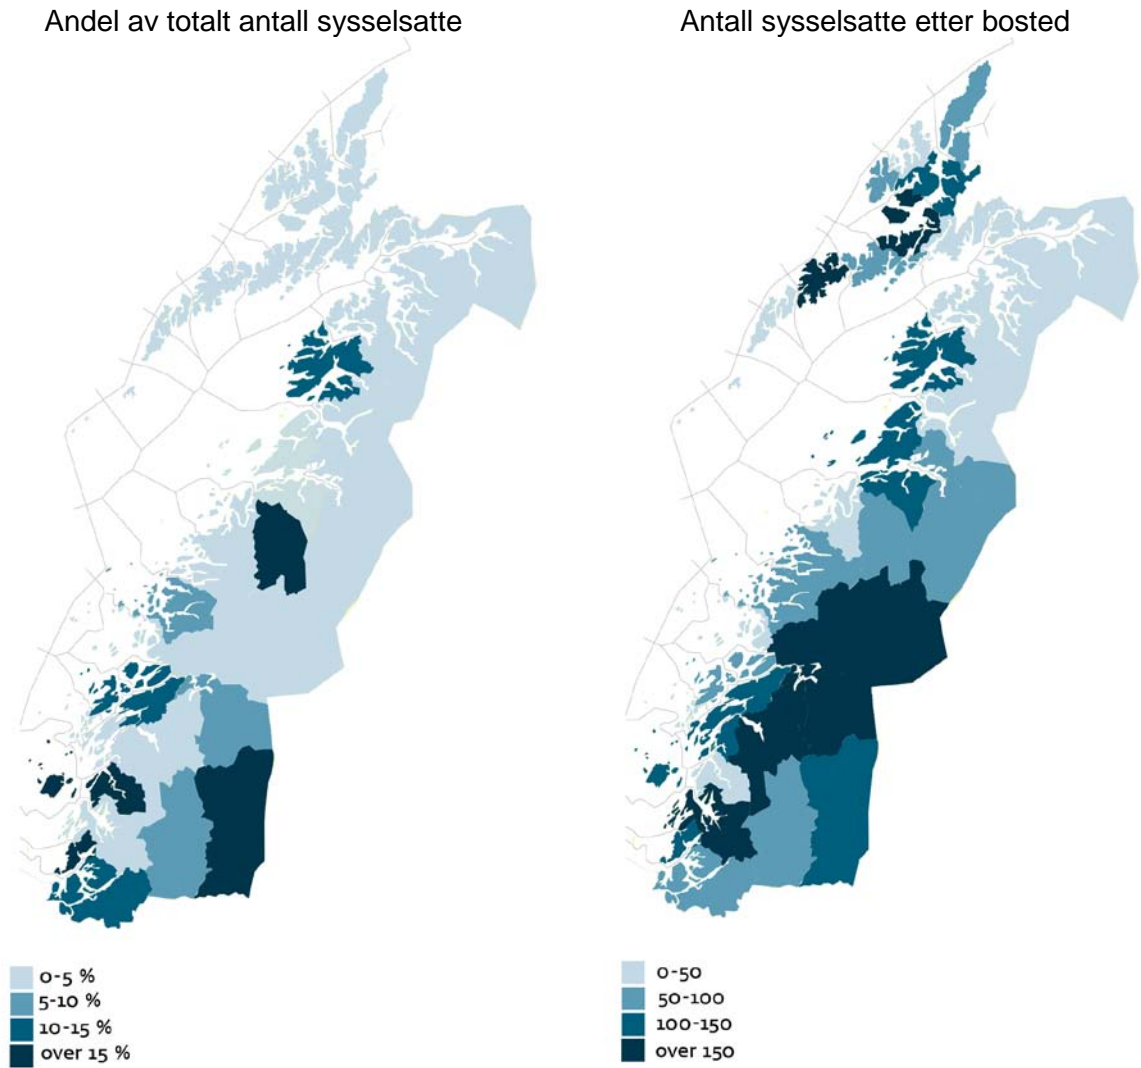 Andel av totalt antall sysselsatte
Antall sysselsatte etter bosted
0-5 %
5-10 %
10-15 %
over 15 %
0-50
50-100
100-150
over 150